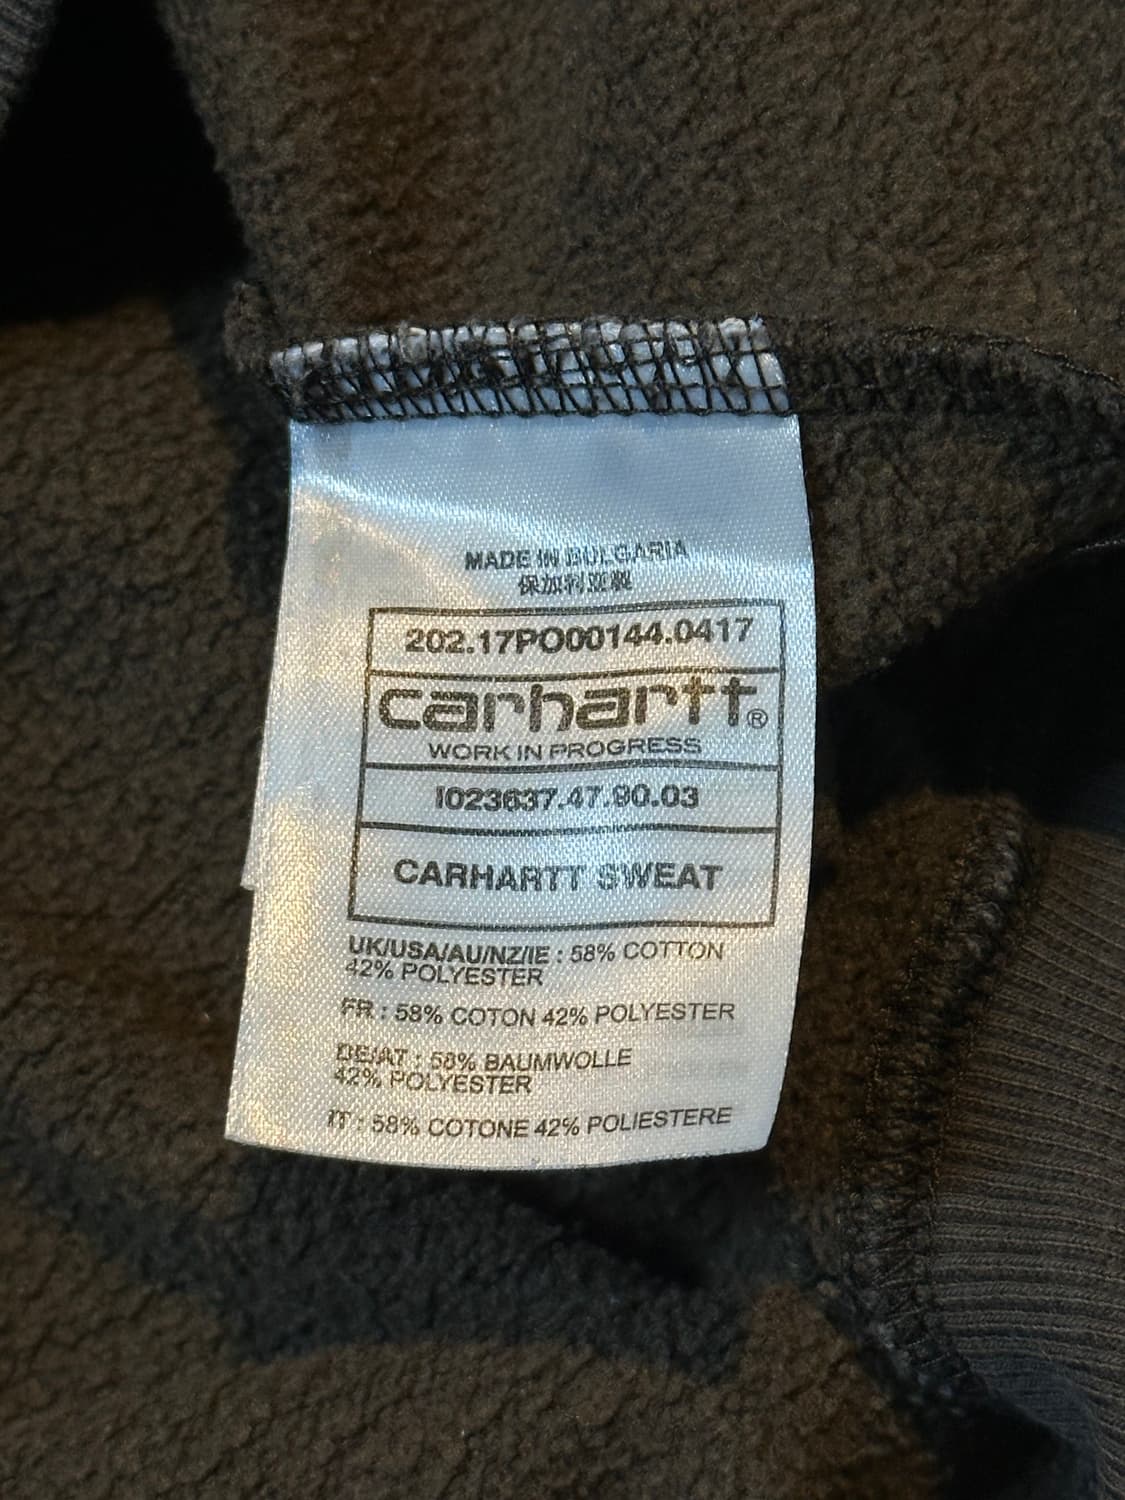 MADE IN BULGARIA
保加利亚製
202.17PO00144.0417
carhartt®
WORK IN PROGRESS
I023637.47.90.03
CARHARTT SWEAT
UK/USA/AU/NZ/IE : 58% COTTON
42% POLYESTER
FR : 58% COTON 42% POLYESTER
DE/AT : 58% BAUMWOLLE
42% POLYESTER
IT : 58% COTONE 42% POLIESTERE